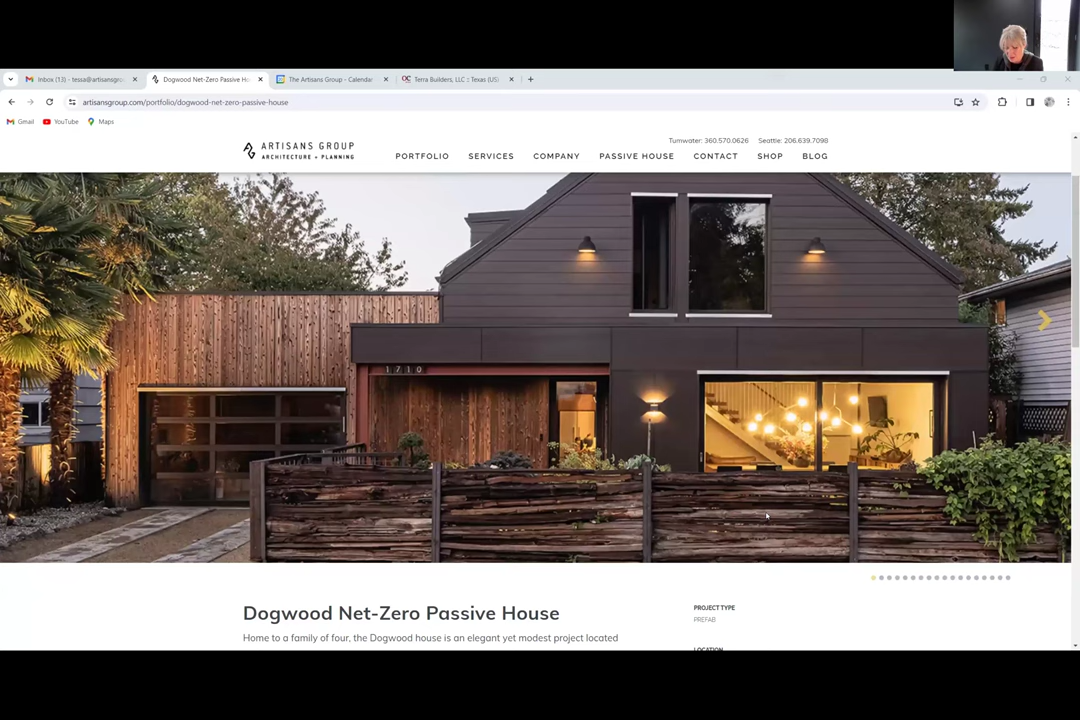 Inbox (13) - tessa@artisansgro
Dogwood Net-Zero Passive Ho
The Artisans Group - Calendar
Terra Builders, LLC :: Texas (US)
artisansgroup.com/portfolio/dogwood-net-zero-passive-house
Gmail YouTube Maps
Tumwater: 360.570.0626 Seattle: 206.639.7098
ARTISANS GROUP
ARCHITECTURE + PLANNING
PORTFOLIO SERVICES COMPANY PASSIVE HOUSE CONTACT SHOP BLOG
1710
Dogwood Net-Zero Passive House
Home to a family of four, the Dogwood house is an elegant yet modest project located
PROJECT TYPE
PREFAB
LOCATION